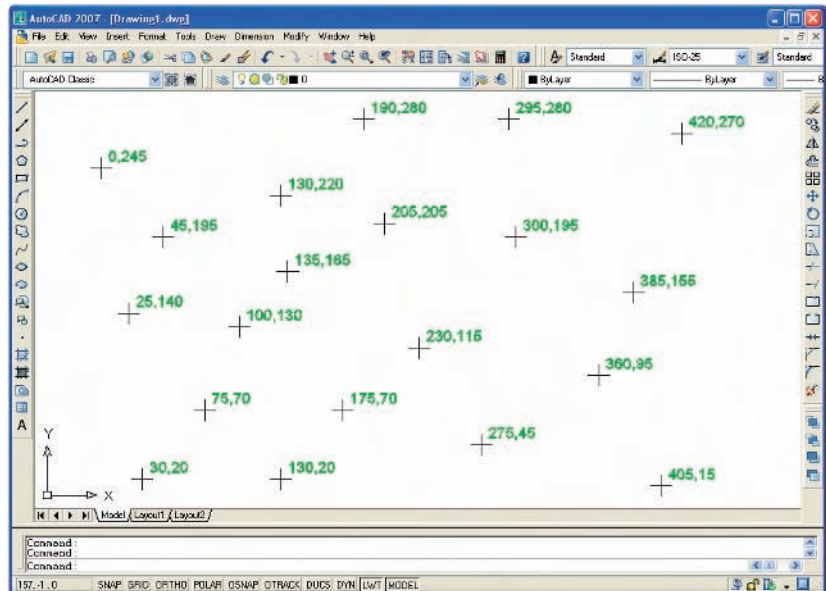 AutoCAD 2007 - [Drawing1.dwg]
File Edit View Insert Format Tools Draw Dimension Modify Window Help
Standard ISO-25 Standard
AutoCAD Classic 0 ByLayer ByLayer B
190,280 295,280 420,270
0,245
130,220
205,205
45,195 300,195
135,165
385,155
25,140
100,130
230,115
360,95
75,70 175,70
275,45
30,20 130,20 405,15
Y
X
A
Model Layout1 Layout2
Command:
Command:
Command:
157.-1.0 SNAP GRID ORTHO POLAR OSNAP OTRACK DUCS DYN LWT MODEL